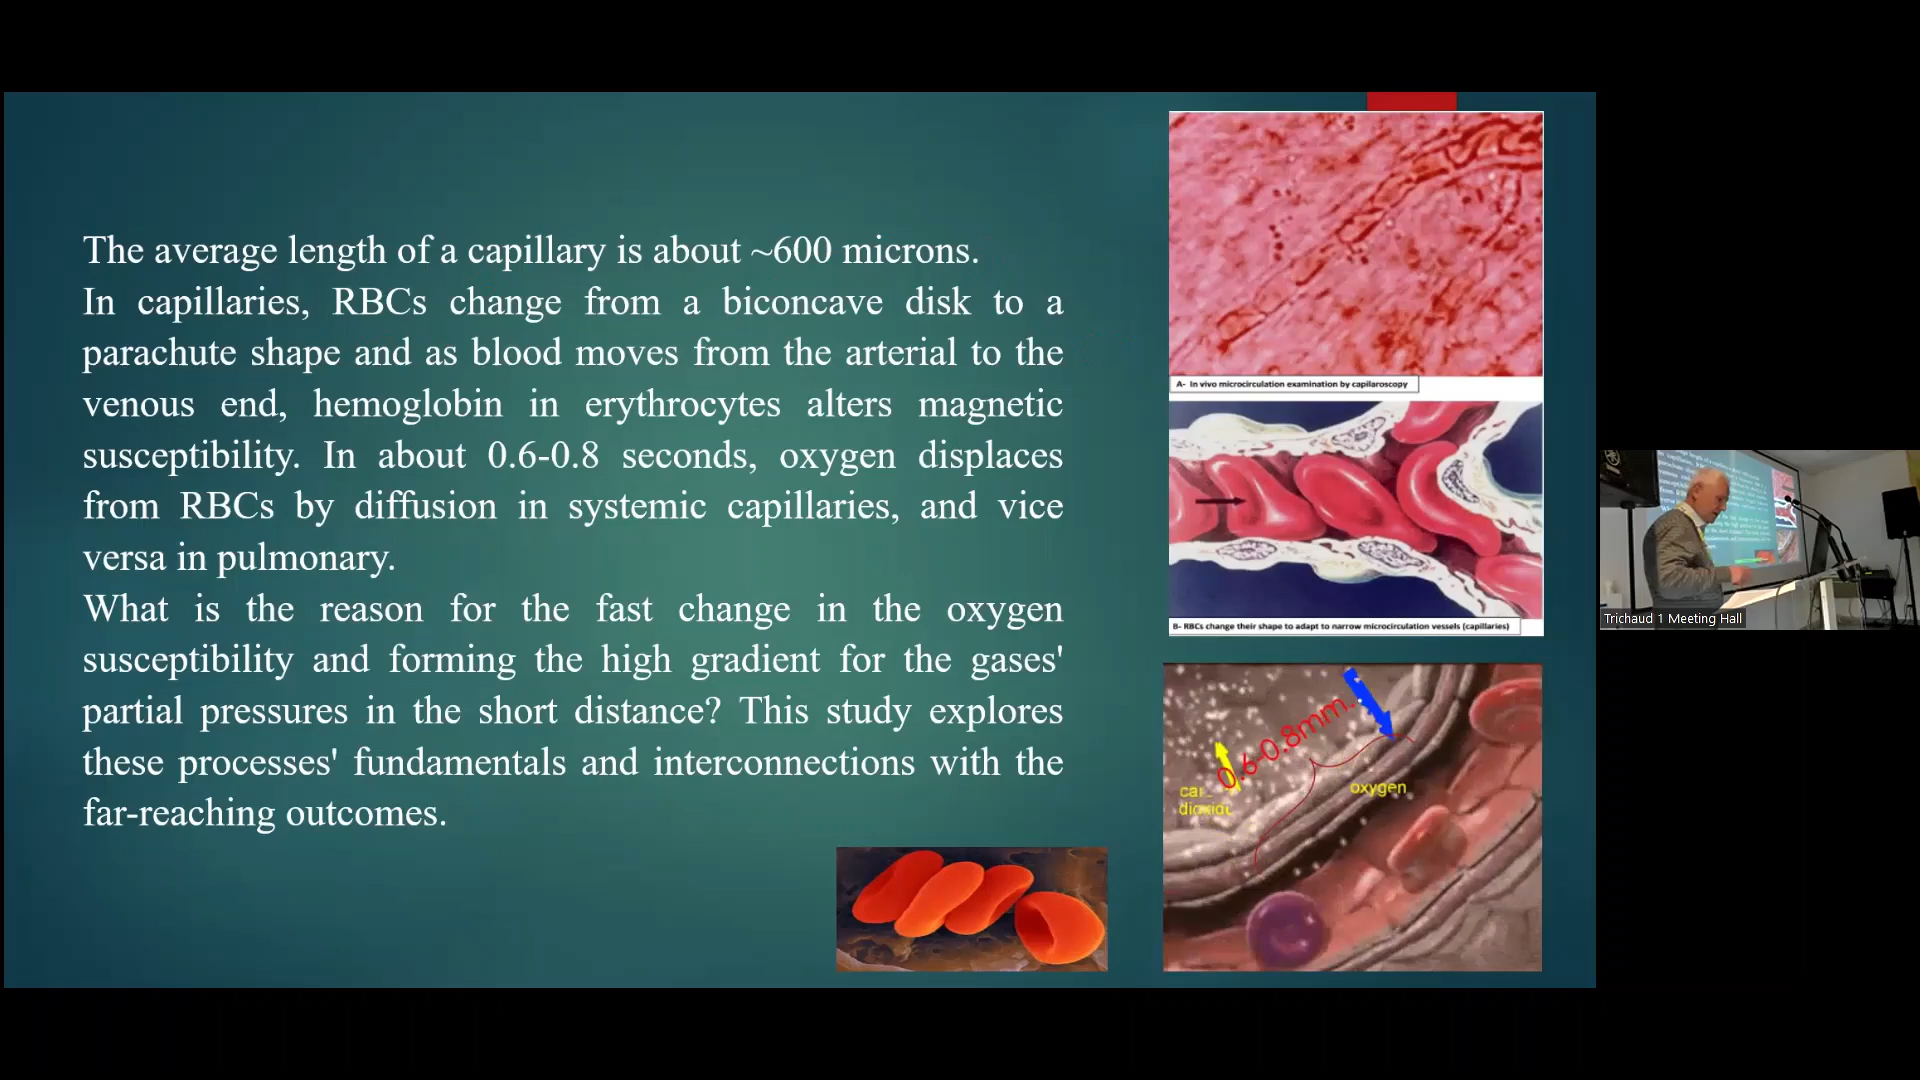 The average length of a capillary is about ~600 microns.
In capillaries, RBCs change from a biconcave disk to a
parachute shape and as blood moves from the arterial to the
venous end, hemoglobin in erythrocytes alters magnetic
susceptibility. In about 0.6-0.8 seconds, oxygen displaces
from RBCs by diffusion in systemic capillaries, and vice
versa in pulmonary.
What is the reason for the fast change in the oxygen
susceptibility and forming the high gradient for the gases'
partial pressures in the short distance? This study explores
these processes' fundamentals and interconnections with the
far-reaching outcomes.
A- In vivo microcirculation examination by capilaroscopy
B- RBCs change their shape to adapt to narrow microcirculation vessels (capillaries)
0.6-0.8mm.
car
dioxide
oxygen
Trichaud 1 Meeting Hall